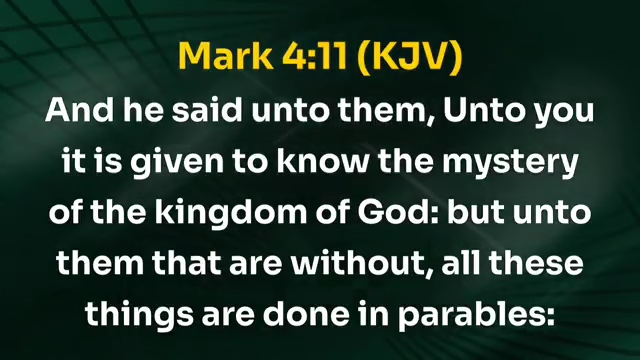 Mark 4:11 (KJV)
And he said unto them, Unto you
it is given to know the mystery
of the kingdom of God: but unto
them that are without, all these
things are done in parables: